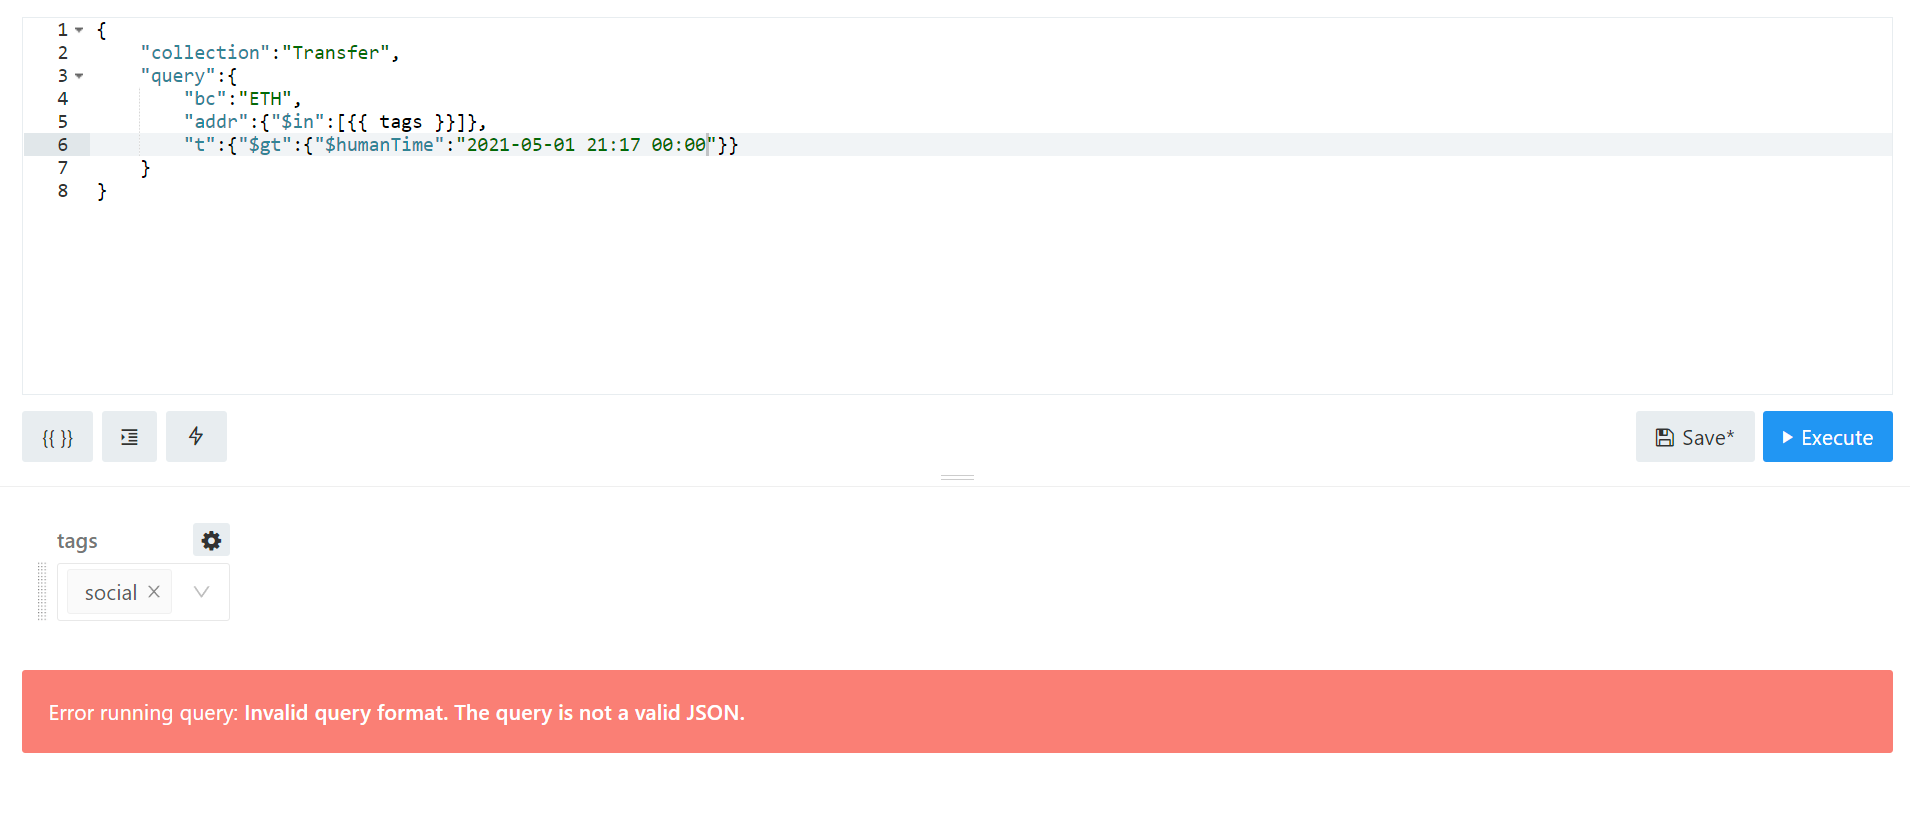 1 {
2 "collection":"Transfer",
3 "query":{
4 "bc":"ETH",
5 "addr":{"$in":[{{ tags }}]},
6 "t":{"$gt":{"$humanTime":"2021-05-01 21:17 00:00"}}
7 }
8 }
{{ }}
Save*
Execute
tags
social
Error running query: Invalid query format. The query is not a valid JSON.